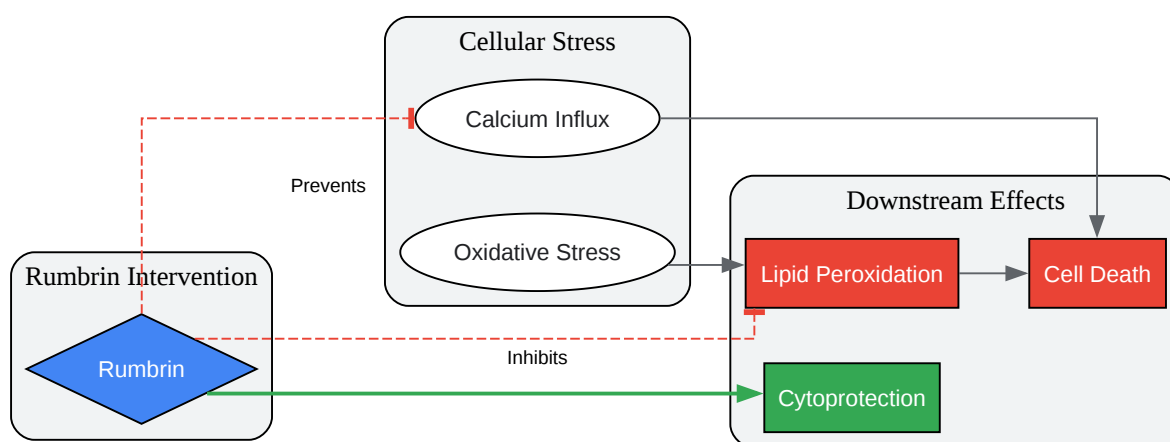 Cellular Stress
Calcium Influx
Prevents
Downstream Effects
Oxidative Stress
Lipid Peroxidation
Cell Death
Rumbrin Intervention
Rumbrin
Inhibits
Cytoprotection